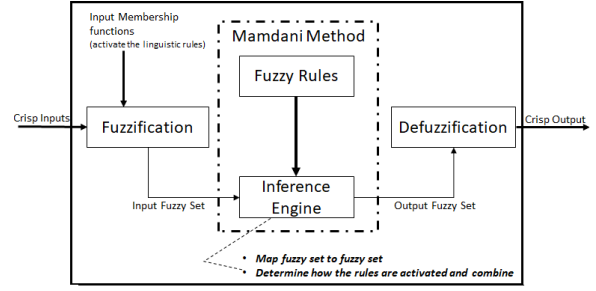 Input Membership
functions
(activate the linguistic rules)
Mamdani Method
Fuzzy Rules
Crisp Inputs
Fuzzification
Defuzzification
Crisp Output
Inference
Engine
Input Fuzzy Set
Output Fuzzy Set
• Map fuzzy set to fuzzy set
• Determine how the rules are activated and combine